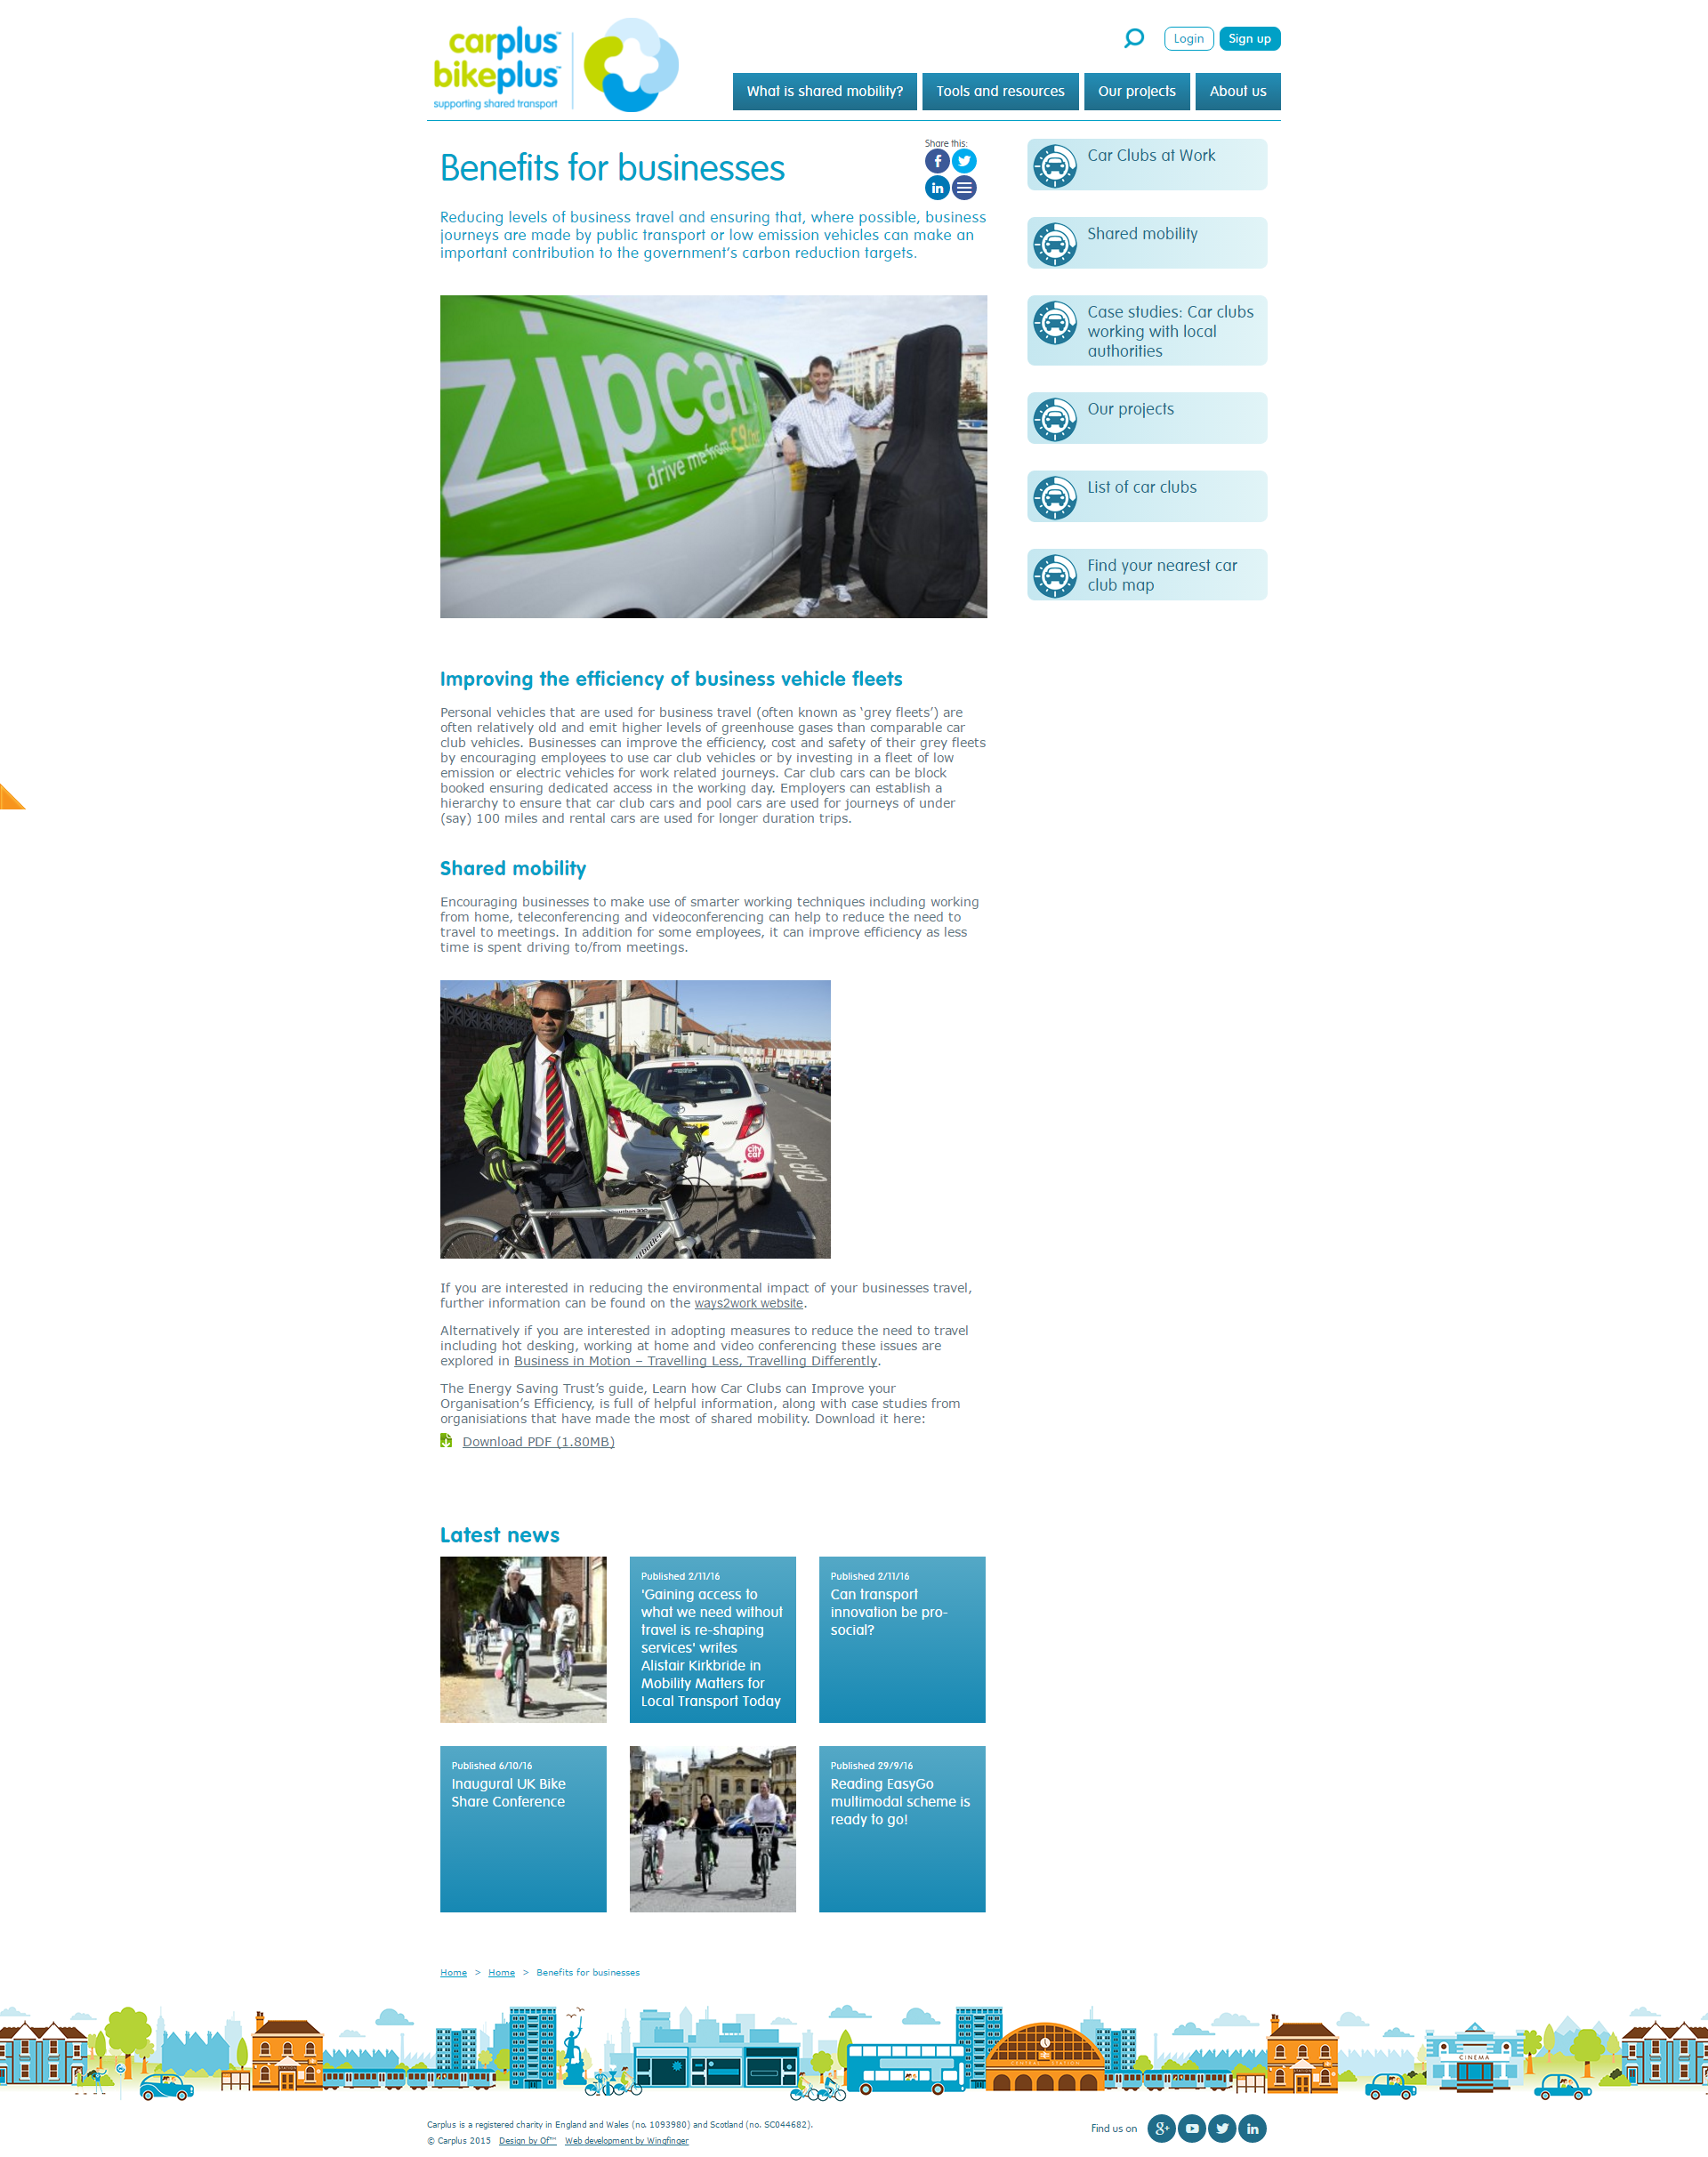 carplus™
bikeplus™
supporting shared transport
Login
Sign up
What is shared mobility?
Tools and resources
Our projects
About us
Benefits for businesses
Share this:
Reducing levels of business travel and ensuring that, where possible, business
journeys are made by public transport or low emission vehicles can make an
important contribution to the government's carbon reduction targets.
zipcar
drive me from £9/hr
Car Clubs at Work
Shared mobility
Case studies: Car clubs
working with local
authorities
Our projects
List of car clubs
Find your nearest car
club map
Improving the efficiency of business vehicle fleets
Personal vehicles that are used for business travel (often known as ‘grey fleets’) are
often relatively old and emit higher levels of greenhouse gases than comparable car
club vehicles. Businesses can improve the efficiency, cost and safety of their grey fleets
by encouraging employees to use car club vehicles or by investing in a fleet of low
emission or electric vehicles for work related journeys. Car club cars can be block
booked ensuring dedicated access in the working day. Employers can establish a
hierarchy to ensure that car club cars and pool cars are used for journeys of under
(say) 100 miles and rental cars are used for longer duration trips.
Shared mobility
Encouraging businesses to make use of smarter working techniques including working
from home, teleconferencing and videoconferencing can help to reduce the need to
travel to meetings. In addition for some employees, it can improve efficiency as less
time is spent driving to/from meetings.
city
car
CAR CLUB
If you are interested in reducing the environmental impact of your businesses travel,
further information can be found on the ways2work website.
Alternatively if you are interested in adopting measures to reduce the need to travel
including hot desking, working at home and video conferencing these issues are
explored in Business in Motion – Travelling Less, Travelling Differently.
The Energy Saving Trust’s guide, Learn how Car Clubs can Improve your
Organisation’s Efficiency, is full of helpful information, along with case studies from
organisiations that have made the most of shared mobility. Download it here:
Download PDF (1.80MB)
Latest news
Published 2/11/16
'Gaining access to
what we need without
travel is re-shaping
services' writes
Alistair Kirkbride in
Mobility Matters for
Local Transport Today
Published 2/11/16
Can transport
innovation be pro-
social?
Published 6/10/16
Inaugural UK Bike
Share Conference
Published 29/9/16
Reading EasyGo
multimodal scheme is
ready to go!
Home > Home > Benefits for businesses
CENTRAL STATION
CINEMA
Carplus is a registered charity in England and Wales (no. 1093980) and Scotland (no. SC044682).
© Carplus 2015 Design by Of™ Web development by Wingfinger
Find us on